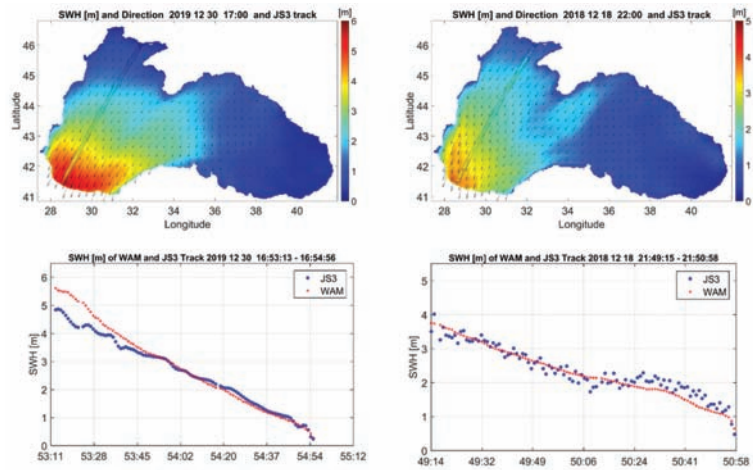 SWH [m] and Direction 2019 12 30 17:00 and JS3 track
[m]
6
5
4
3
2
1
0
46
45
44
43
42
41
Latitude
28 30 32 34 36 38 40
Longitude
SWH [m] and Direction 2018 12 18 22:00 and JS3 track
[m]
5
4
3
2
1
0
46
45
44
43
42
41
Latitude
28 30 32 34 36 38 40
Longitude
SWH [m] of WAM and JS3 Track 2019 12 30 16:53:13 - 16:54:56
JS3
WAM
6
5
4
3
2
1
0
SWH [m]
53:11 53:28 53:45 54:02 54:20 54:37 54:54 55:12
SWH [m] of WAM and JS3 Track 2018 12 18 21:49:15 - 21:50:58
JS3
WAM
5
4
3
2
1
0
SWH [m]
49:14 49:32 49:49 50:06 50:24 50:41 50:58